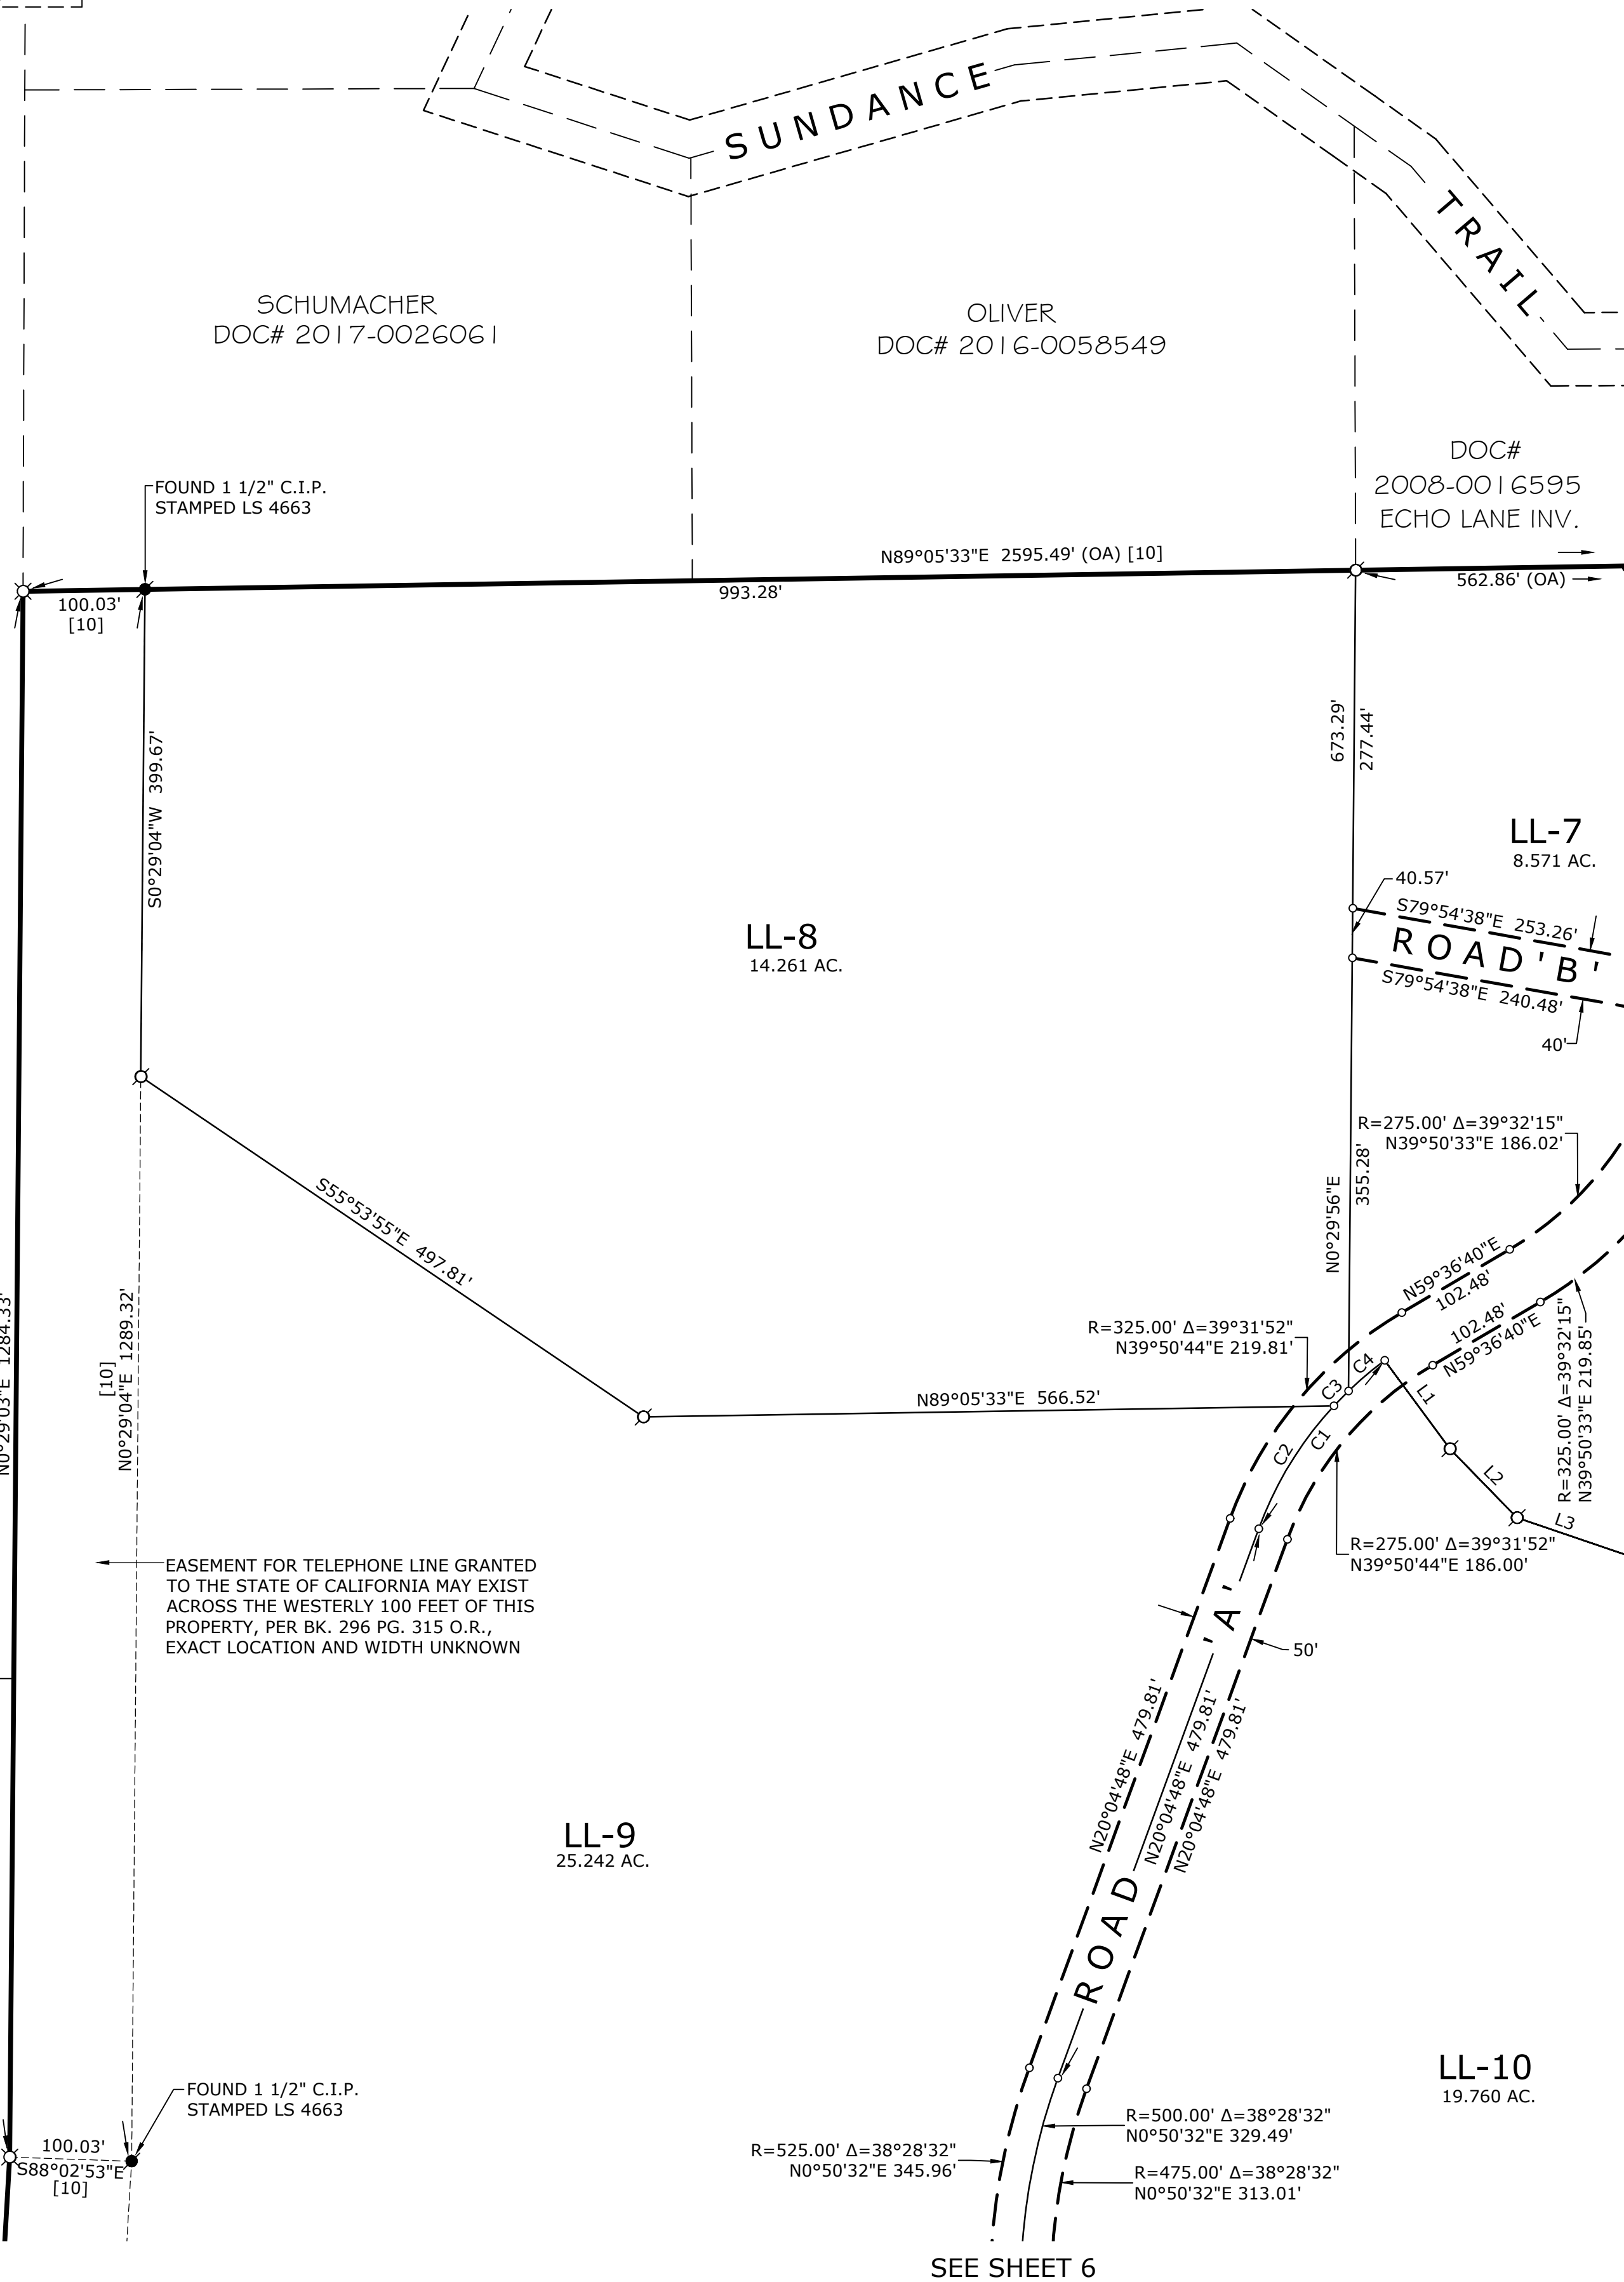 SUNDANCE
TRAIL
SCHUMACHER
DOC# 2017-0026061
OLIVER
DOC# 2016-0058549
DOC#
2008-0016595
ECHO LANE INV.
FOUND 1 1/2" C.I.P.
STAMPED LS 4663
N89°05'33"E 2595.49' (OA) [10]
100.03'
[10]
993.28'
562.86' (OA)
S0°29'04"W 399.67'
673.29'
277.44'
LL-7
8.571 AC.
40.57'
S79°54'38"E 253.26'
ROAD 'B'
S79°54'38"E 240.48'
40'
LL-8
14.261 AC.
R=275.00' Δ=39°32'15"
N39°50'33"E 186.02'
N0°29'56"E
355.28'
S55°53'55"E 497.81'
N59°36'40"E
102.48'
102.48'
N59°36'40"E
N0°29'03"E 1284.33'
N0°29'04"E 1289.32'
[10]
R=325.00' Δ=39°31'52"
N39°50'44"E 219.81'
N89°05'33"E 566.52'
C3
C4
C1
C2
L1
L2
L3
R=325.00' Δ=39°32'15"
N39°50'33"E 219.85'
R=275.00' Δ=39°31'52"
N39°50'44"E 186.00'
EASEMENT FOR TELEPHONE LINE GRANTED
TO THE STATE OF CALIFORNIA MAY EXIST
ACROSS THE WESTERLY 100 FEET OF THIS
PROPERTY, PER BK. 296 PG. 315 O.R.,
EXACT LOCATION AND WIDTH UNKNOWN
50'
N20°04'48"E 479.81'
N20°04'48"E 479.81'
N20°04'48"E 479.81'
ROAD 'A'
LL-9
25.242 AC.
LL-10
19.760 AC.
FOUND 1 1/2" C.I.P.
STAMPED LS 4663
100.03'
S88°02'53"E
[10]
R=500.00' Δ=38°28'32"
N0°50'32"E 329.49'
R=525.00' Δ=38°28'32"
N0°50'32"E 345.96'
R=475.00' Δ=38°28'32"
N0°50'32"E 313.01'
SEE SHEET 6